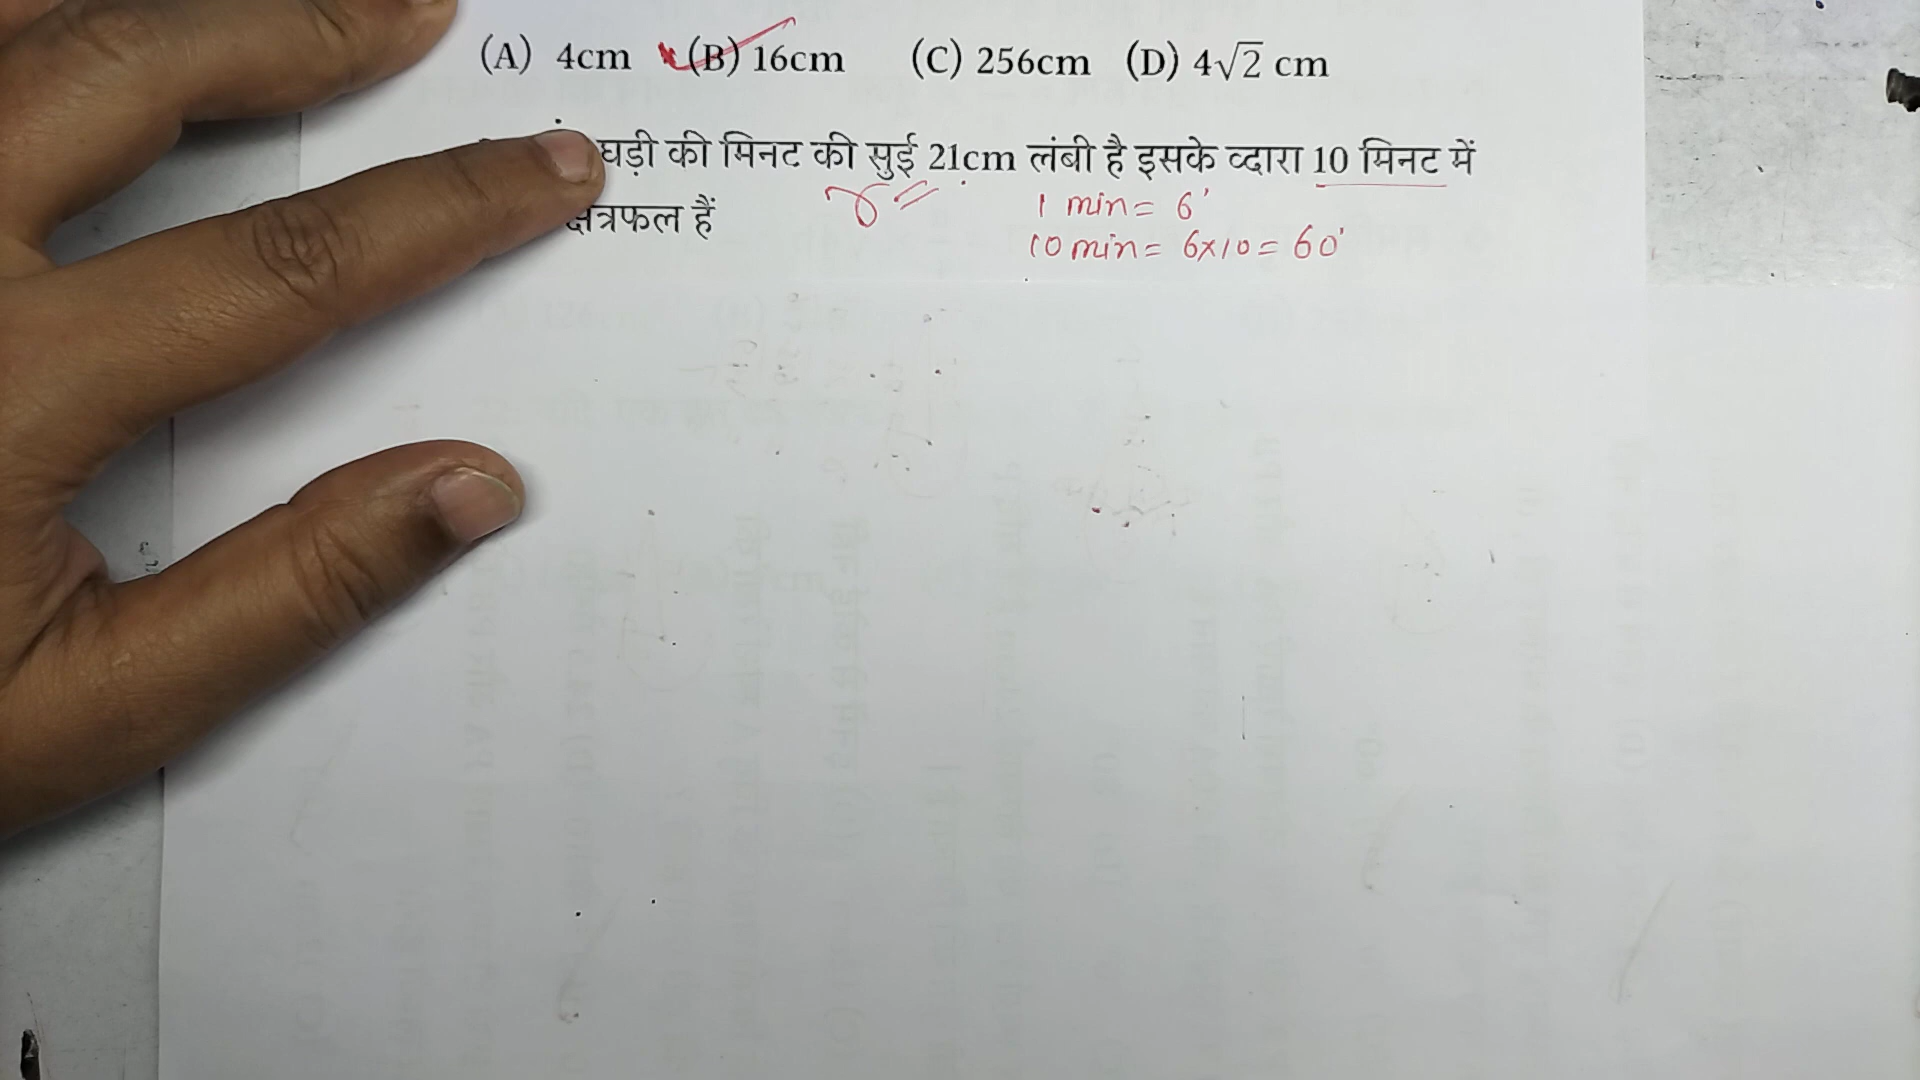 (A) 4cm (B) 16cm (C) 256cm (D) 4√2 cm
घड़ी की मिनट की सुई 21cm लंबी है इसके व्दारा 10 मिनट में
r =
1 min = 6°
क्षेत्रफल हैं
10 min = 6×10 = 60°